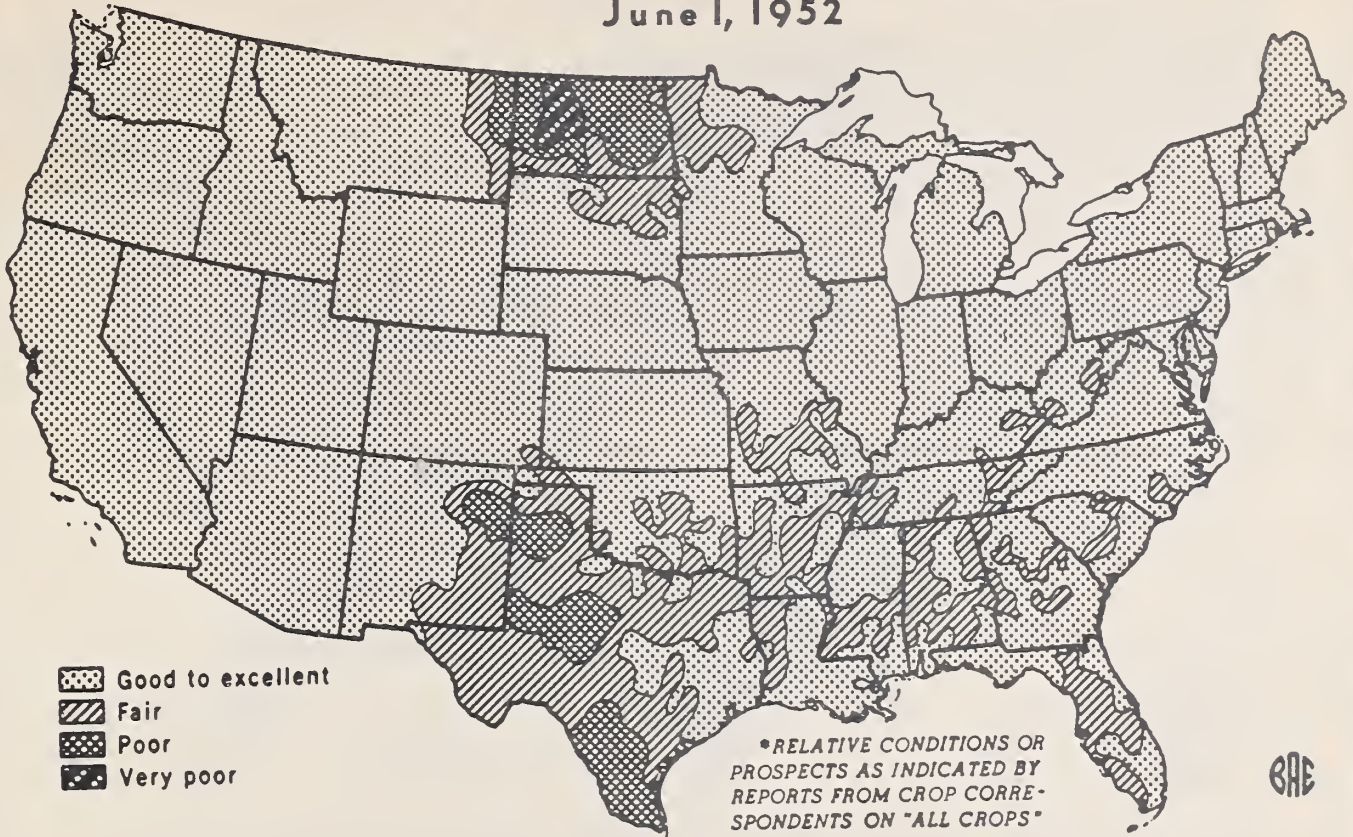 June 1, 1952
Good to excellent
Fair
Poor
Very poor
*RELATIVE CONDITIONS OR
PROSPECTS AS INDICATED BY
REPORTS FROM CROP CORRE-
SPONDENTS ON "ALL CROPS"
BAE